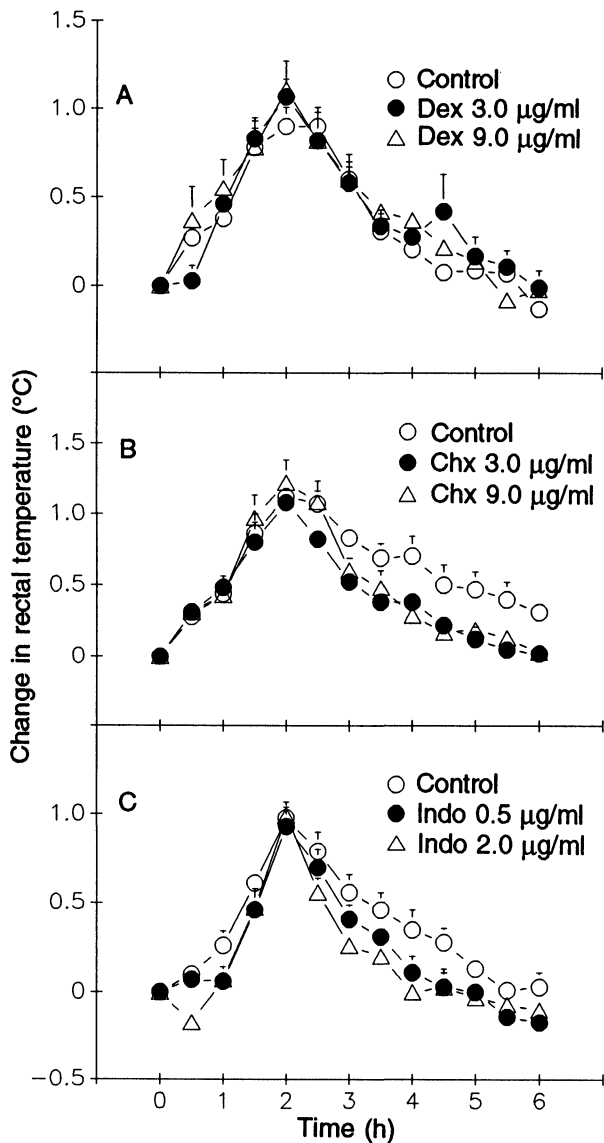 1.5
A
○ Control
● Dex 3.0 μg/ml
△ Dex 9.0 μg/ml
1.0
0.5
0
Change in rectal temperature (°C)
B
○ Control
● Chx 3.0 μg/ml
△ Chx 9.0 μg/ml
1.5
1.0
0.5
0
C
○ Control
● Indo 0.5 μg/ml
△ Indo 2.0 μg/ml
1.0
0.5
0
−0.5
0 1 2 3 4 5 6
Time (h)